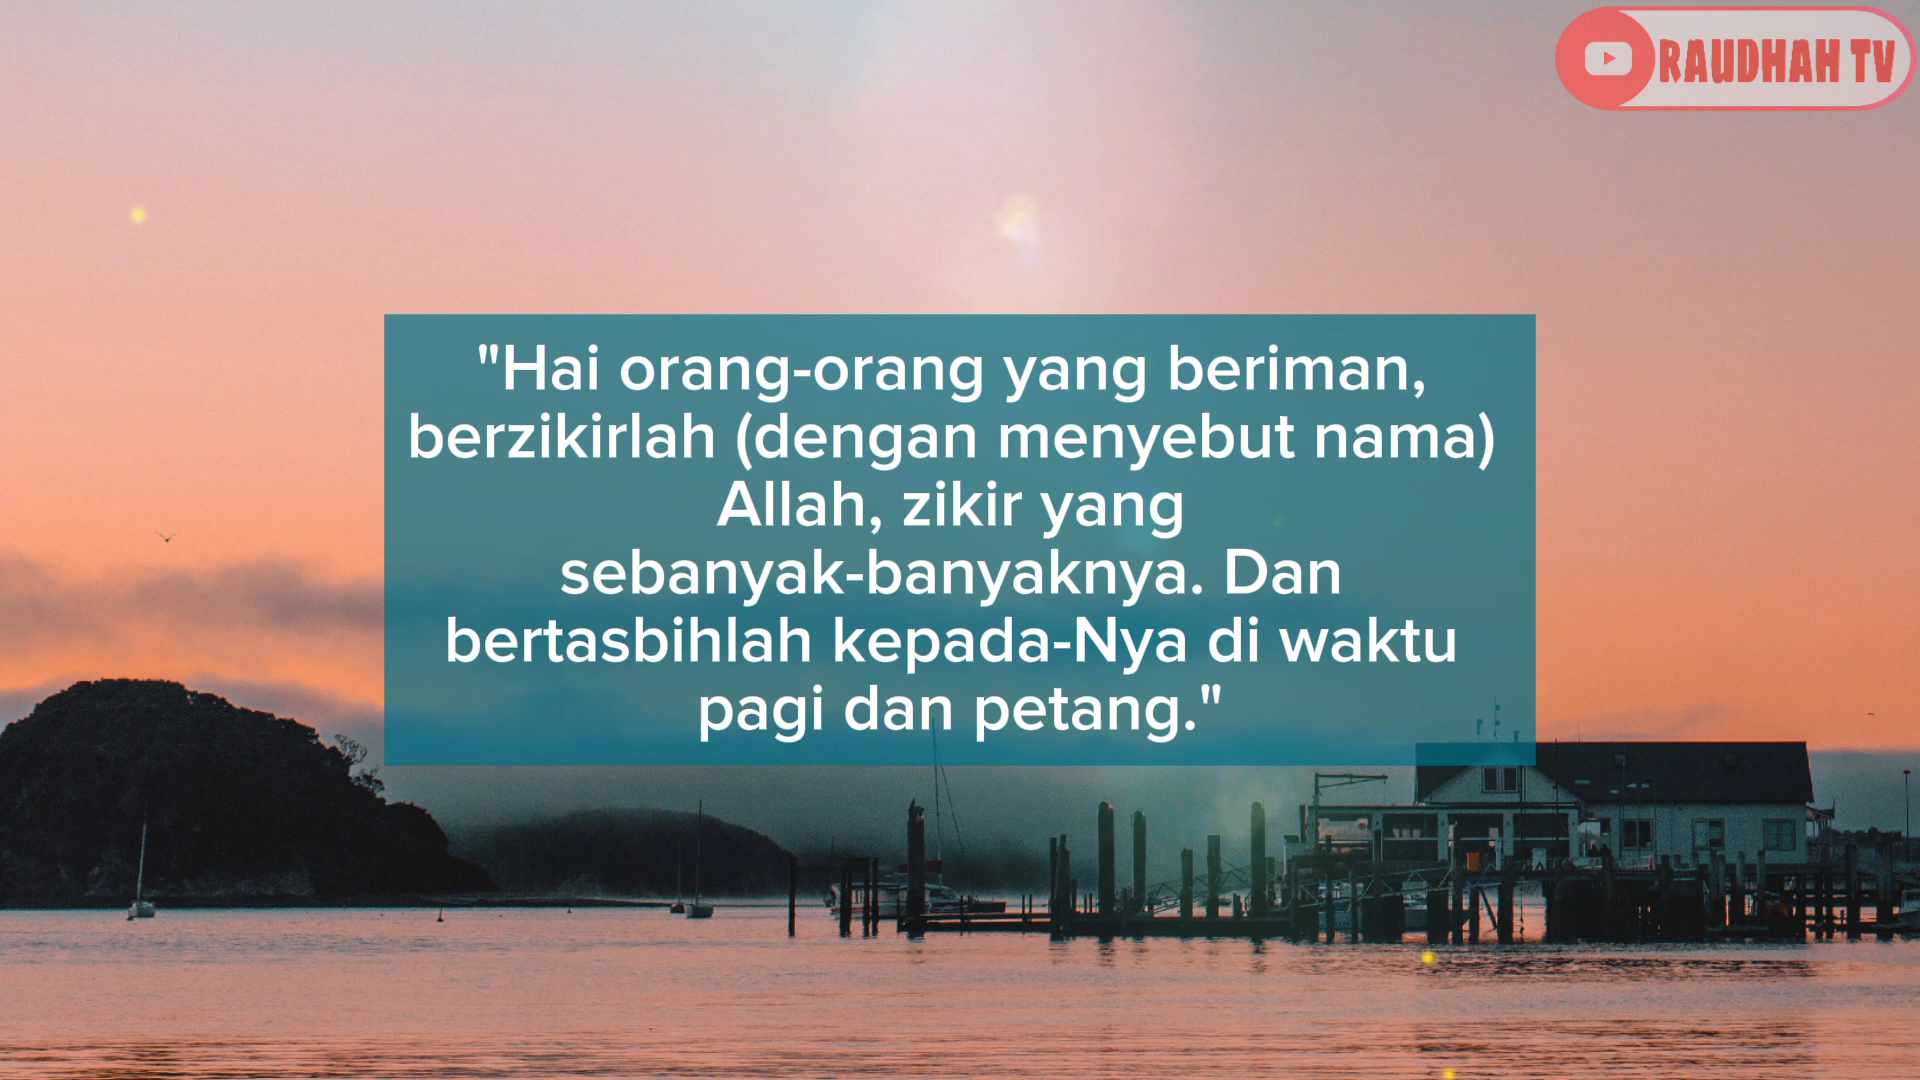 RAUDHAH TV
"Hai orang-orang yang beriman,
berzikirlah (dengan menyebut nama)
Allah, zikir yang
sebanyak-banyaknya. Dan
bertasbihlah kepada-Nya di waktu
pagi dan petang."